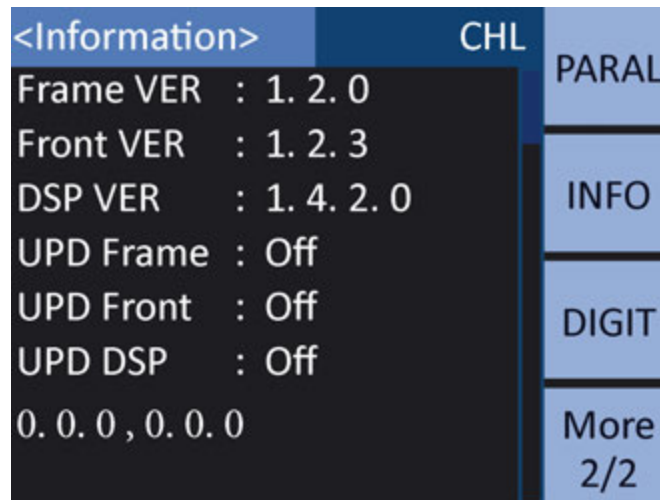 <Information> CHL
Frame VER : 1. 2. 0
Front VER : 1. 2. 3
DSP VER : 1. 4. 2. 0
UPD Frame : Off
UPD Front : Off
UPD DSP : Off
0. 0. 0 , 0. 0. 0
PARAL
INFO
DIGIT
More
2/2